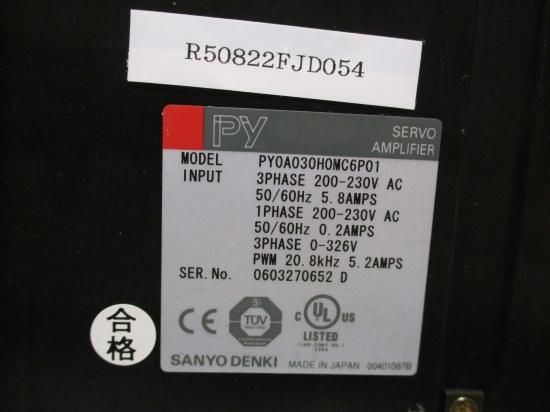 R50822FJD054
PY
SERVO
AMPLIFIER
MODEL PY0A030H0MC6P01
INPUT 3PHASE 200-230V AC
50/60Hz 5.8AMPS
1PHASE 200-230V AC
50/60Hz 0.2AMPS
3PHASE 0-326V
PWM 20.8kHz 5.2AMPS
SER.No. 0603270652 D
合格
CE
TÜV
C UL US
LISTED
SANYO DENKI MADE IN JAPAN 00401087B